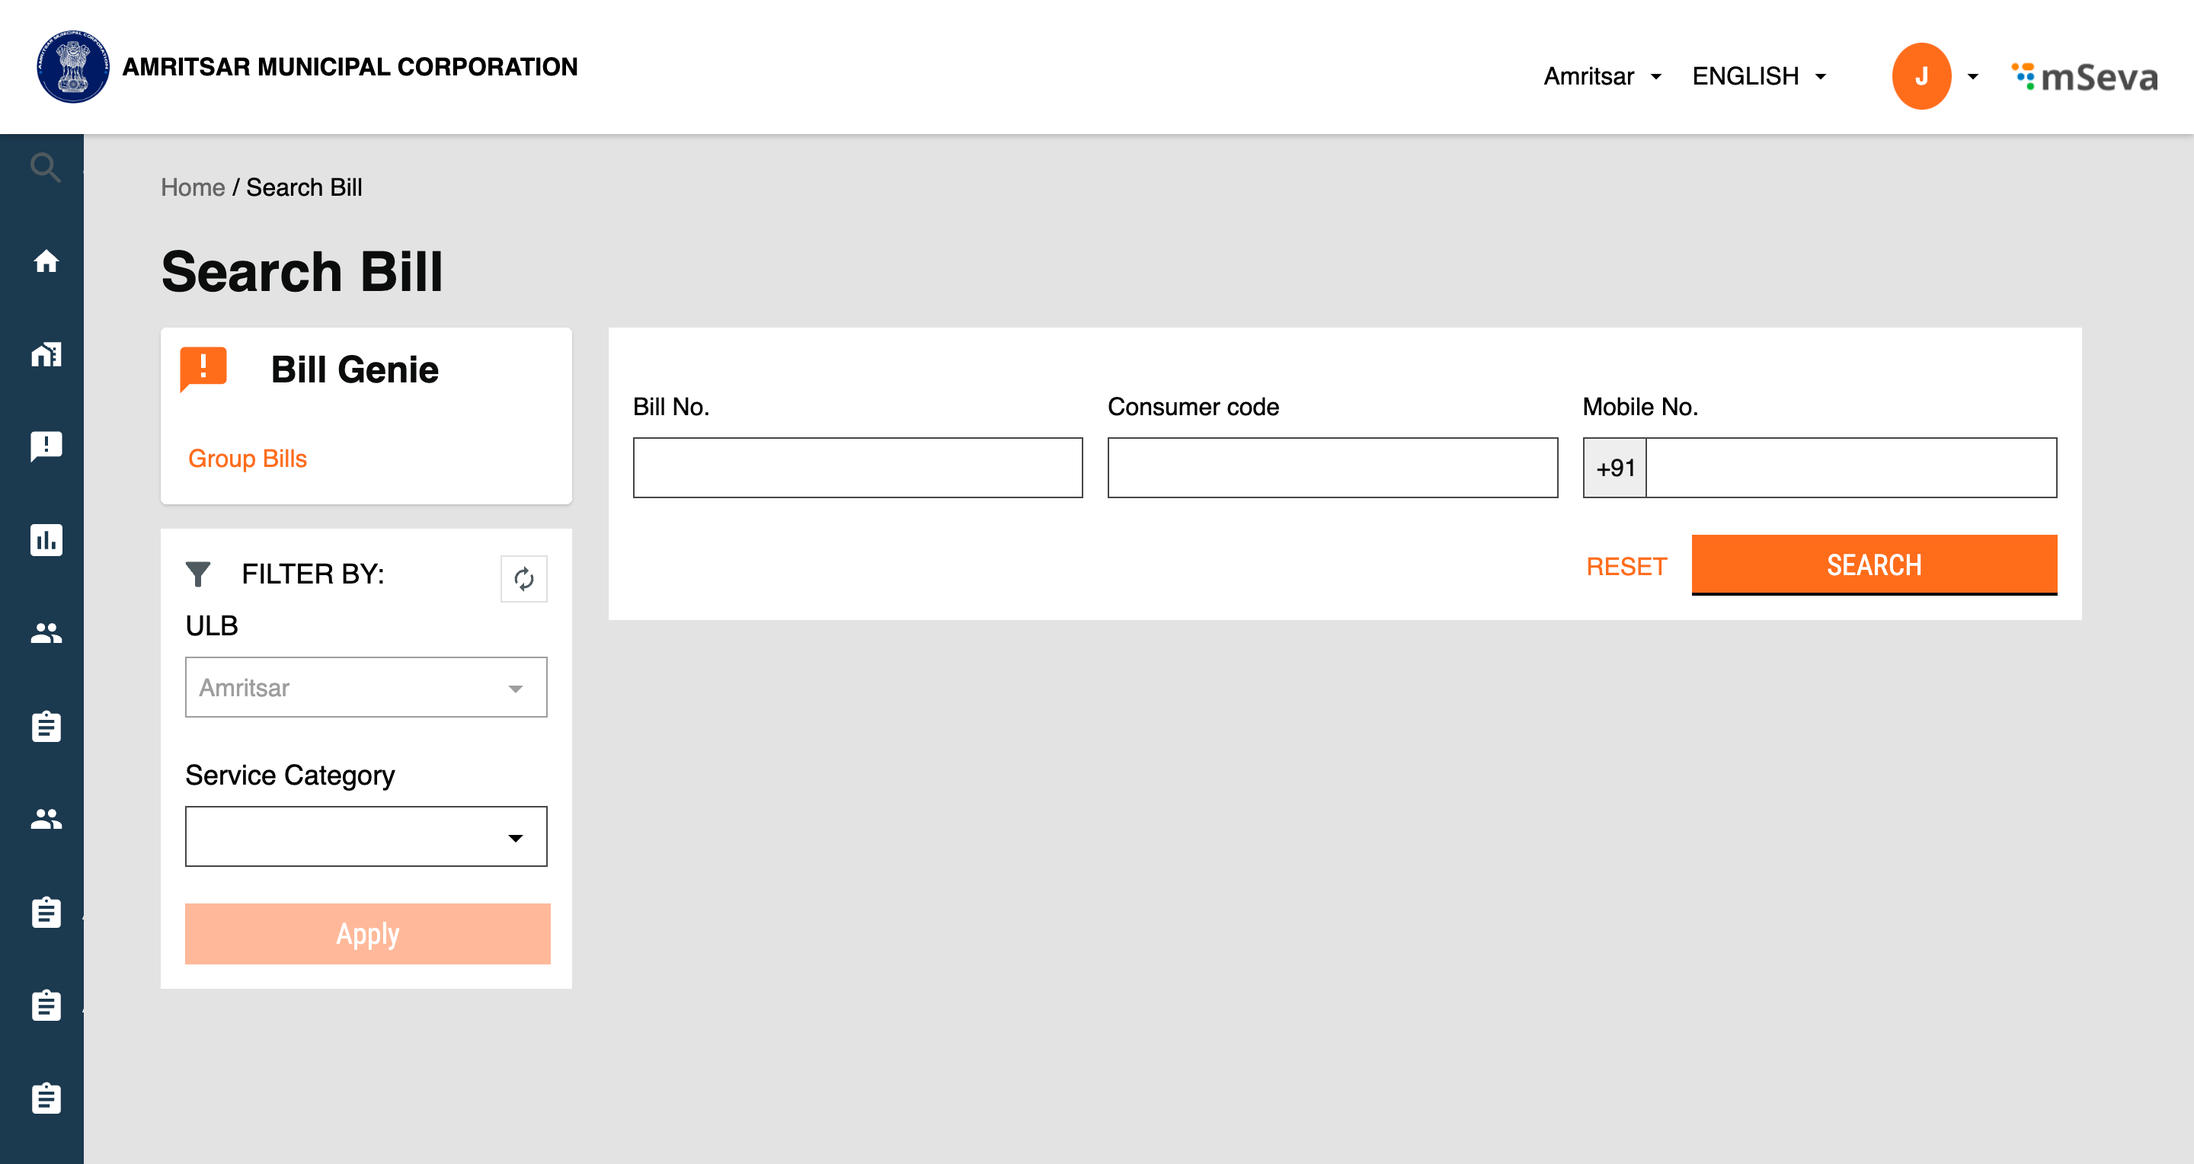 AMRITSAR MUNICIPAL CORPORATION
Amritsar
ENGLISH
J
mSeva
Home / Search Bill
Search Bill
Bill Genie
Group Bills
Bill No.
Consumer code
Mobile No.
+91
RESET
SEARCH
FILTER BY:
ULB
Amritsar
Service Category
Apply